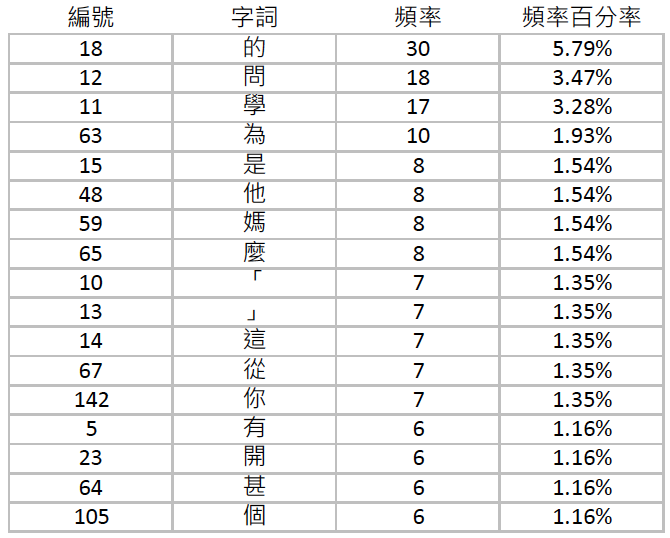 編號 字詞 頻率 頻率百分率
18 的 30 5.79%
12 問 18 3.47%
11 學 17 3.28%
63 為 10 1.93%
15 是 8 1.54%
48 他 8 1.54%
59 媽 8 1.54%
65 麼 8 1.54%
10 「 7 1.35%
13 」 7 1.35%
14 這 7 1.35%
67 從 7 1.35%
142 你 7 1.35%
5 有 6 1.16%
23 開 6 1.16%
64 甚 6 1.16%
105 個 6 1.16%